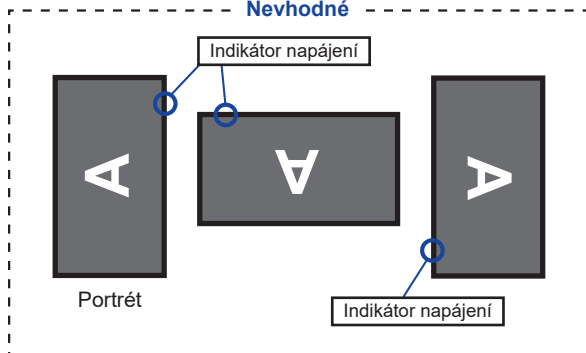 Nevhodné
Indikátor napájení
A
A
A
Portrét
Indikátor napájení